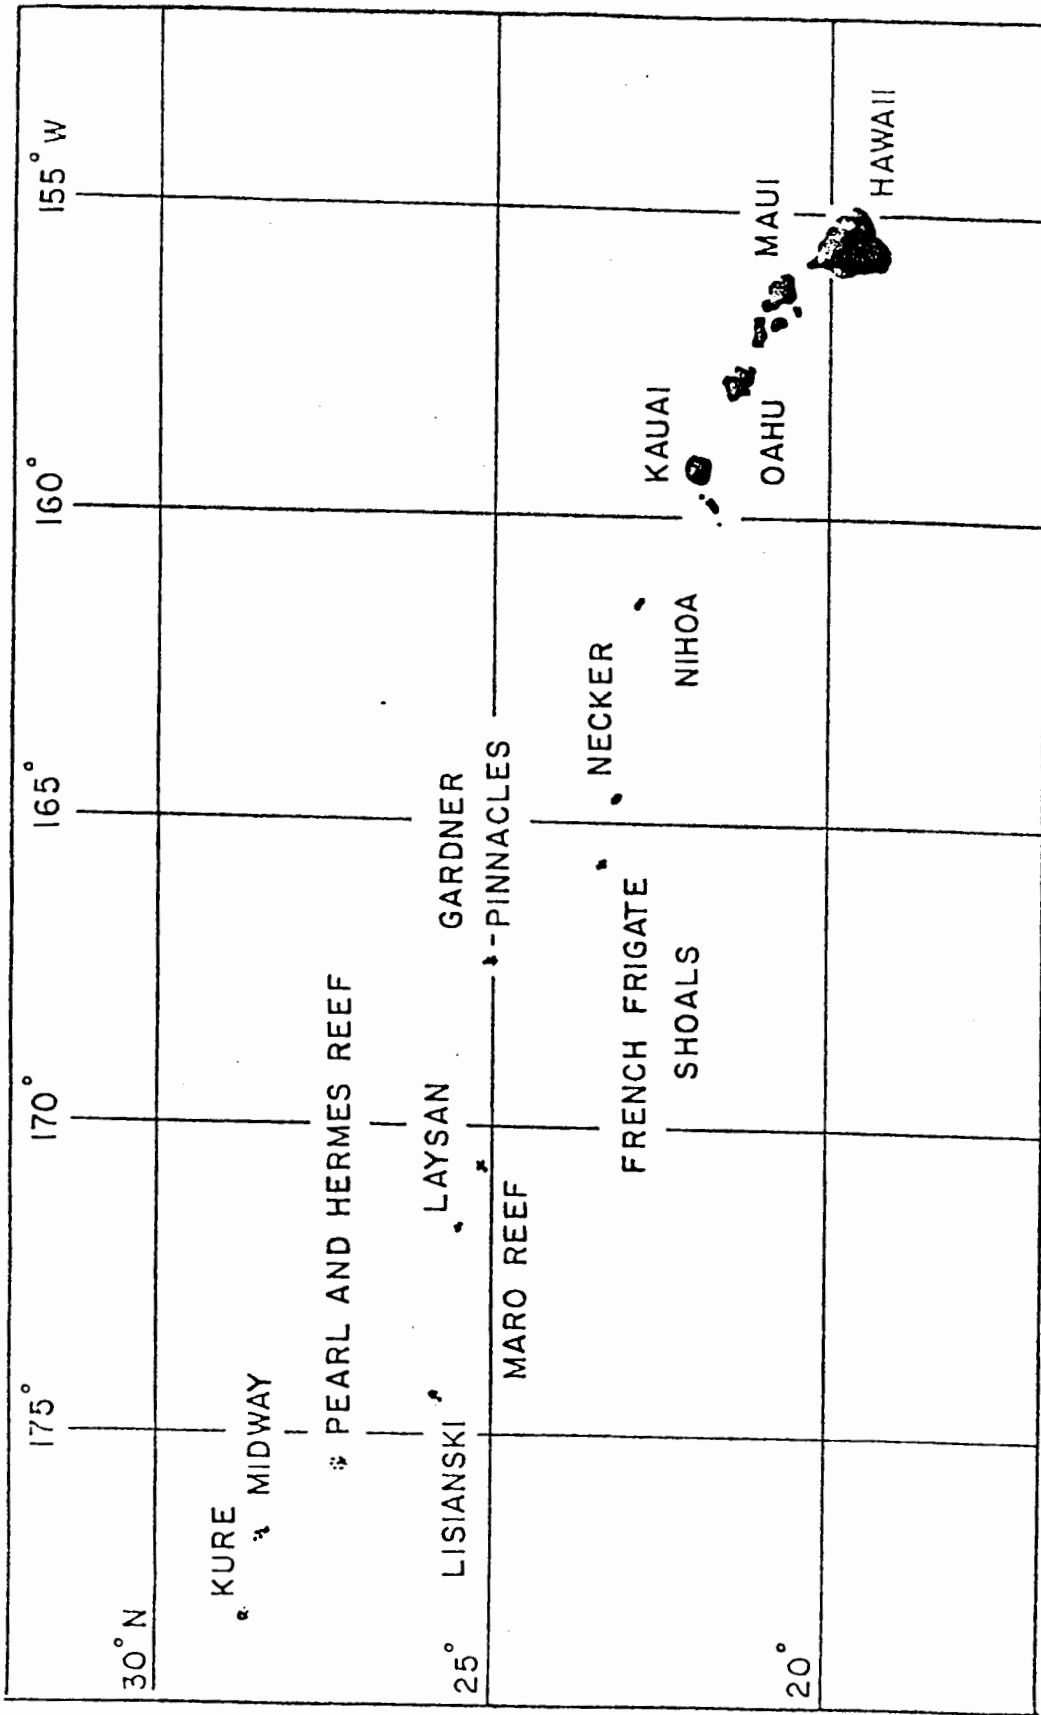 175°
170°
165°
160°
155° W
30° N
25°
20°
KURE
MIDWAY
PEARL AND HERMES REEF
LISIANSKI
LAYSAN
MARO REEF
GARDNER
PINNACLES
FRENCH FRIGATE
SHOALS
NECKER
NIHOA
KAUAI
OAHU
MAUI
HAWAII